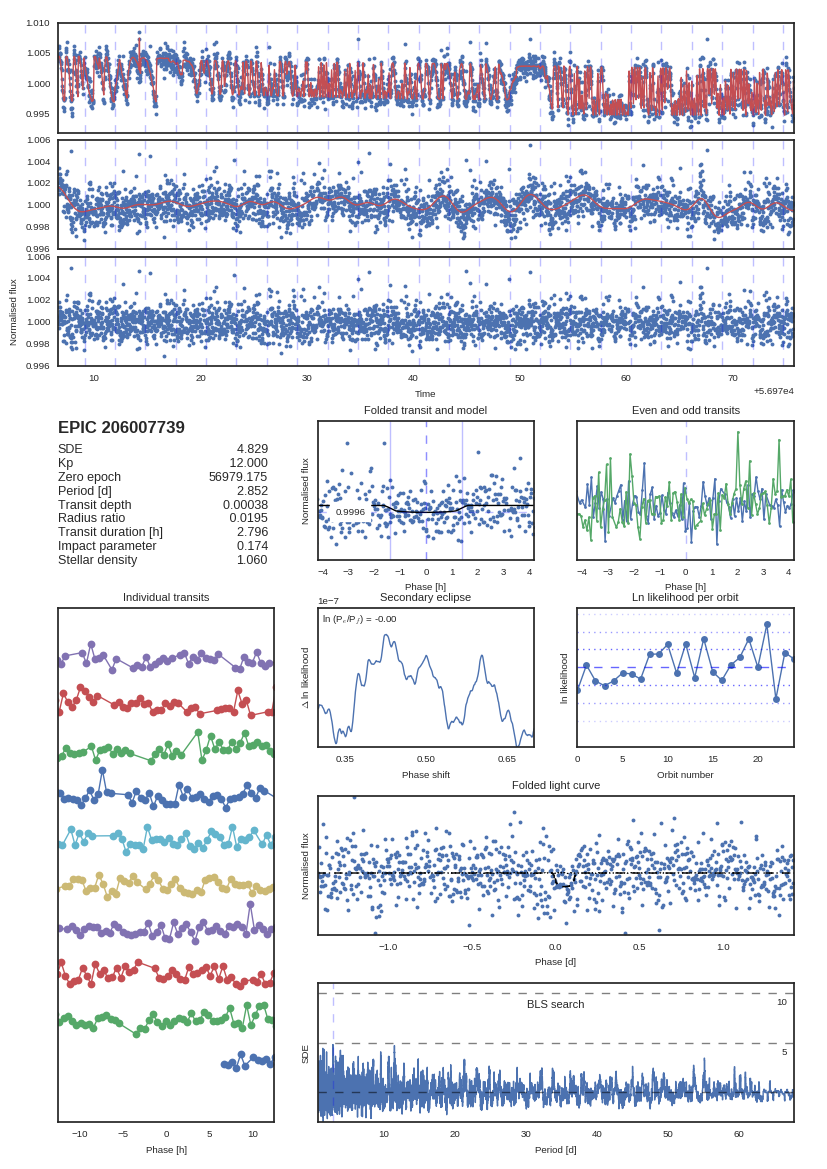 1.010
1.005
1.000
0.995
1.006
1.004
1.002
1.000
0.998
0.996
1.006
1.004
1.002
1.000
0.998
0.996
Normalised flux
10 20 30 40 50 60 70
Time
+5.697e4
EPIC 206007739
SDE 4.829
Kp 12.000
Zero epoch 56979.175
Period [d] 2.852
Transit depth 0.00038
Radius ratio 0.0195
Transit duration [h] 2.796
Impact parameter 0.174
Stellar density 1.060
Folded transit and model
Normalised flux
0.9996
−4 −3 −2 −1 0 1 2 3 4
Phase [h]
Even and odd transits
−4 −3 −2 −1 0 1 2 3 4
Phase [h]
Individual transits
−10 −5 0 5 10
Phase [h]
Secondary eclipse
1e−7
ln (Pₑ/P𝑓) = -0.00
Δ ln likelihood
0.35 0.50 0.65
Phase shift
Ln likelihood per orbit
ln likelihood
0 5 10 15 20
Orbit number
Folded light curve
Normalised flux
−1.0 −0.5 0.0 0.5 1.0
Phase [d]
BLS search
10
5
SDE
10 20 30 40 50 60
Period [d]